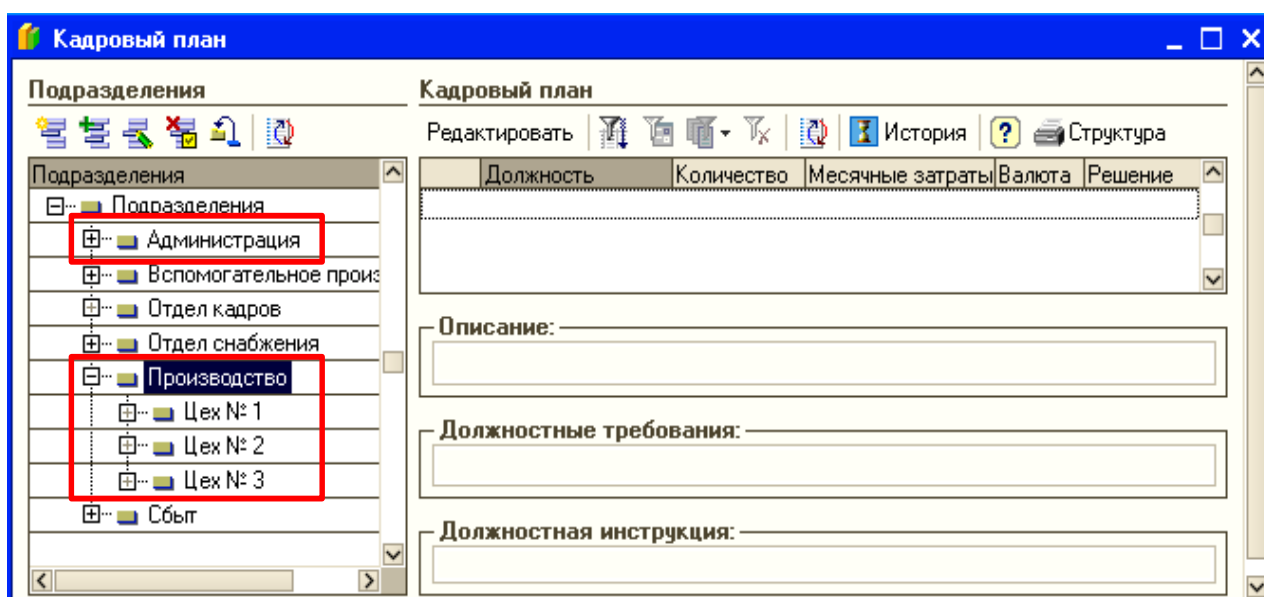 Кадровый план
Подразделения
Кадровый план
Редактировать История ? Структура
Подразделения
Должность Количество Месячные затраты Валюта Решение
Подразделения
Администрация
Вспомогательное произ
Отдел кадров
Отдел снабжения
Производство
Цех № 1
Цех № 2
Цех № 3
Сбыт
Описание:
Должностные требования:
Должностная инструкция: